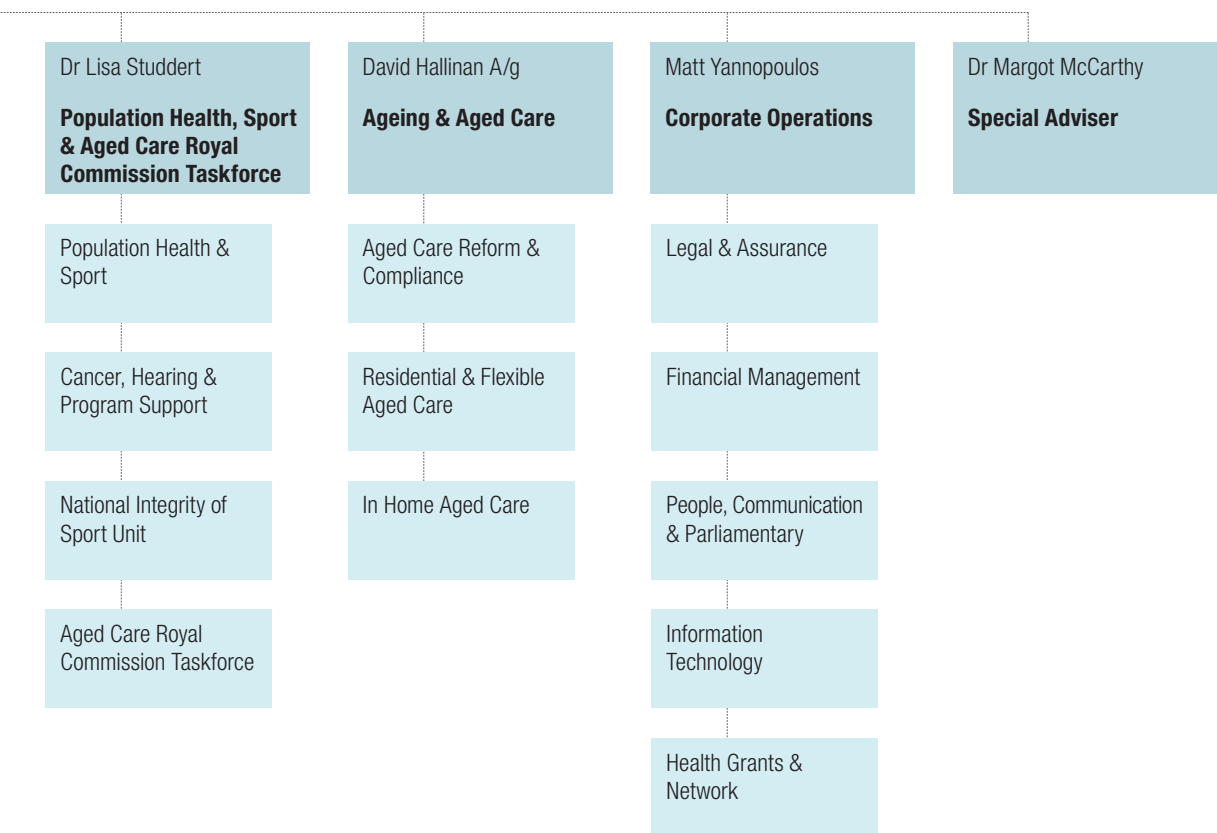 Dr Lisa Studdert
Population Health, Sport
& Aged Care Royal
Commission Taskforce
Population Health &
Sport
Cancer, Hearing &
Program Support
National Integrity of
Sport Unit
Aged Care Royal
Commission Taskforce
David Hallinan A/g
Ageing & Aged Care
Aged Care Reform &
Compliance
Residential & Flexible
Aged Care
In Home Aged Care
Matt Yannopoulos
Corporate Operations
Legal & Assurance
Financial Management
People, Communication
& Parliamentary
Information
Technology
Health Grants &
Network
Dr Margot McCarthy
Special Adviser